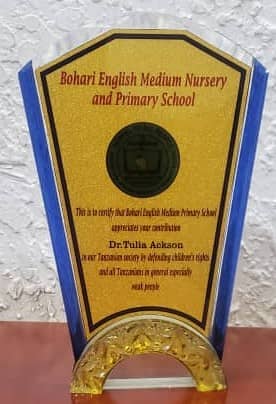 Bohari English Medium Nursery
and Primary School
This is to certify that Bohari English Medium Primary School
appreciates your contribution
Dr.Tulia Ackson
in our Tanzanian society by defending children's rights
and all Tanzanians in general especially
weak people